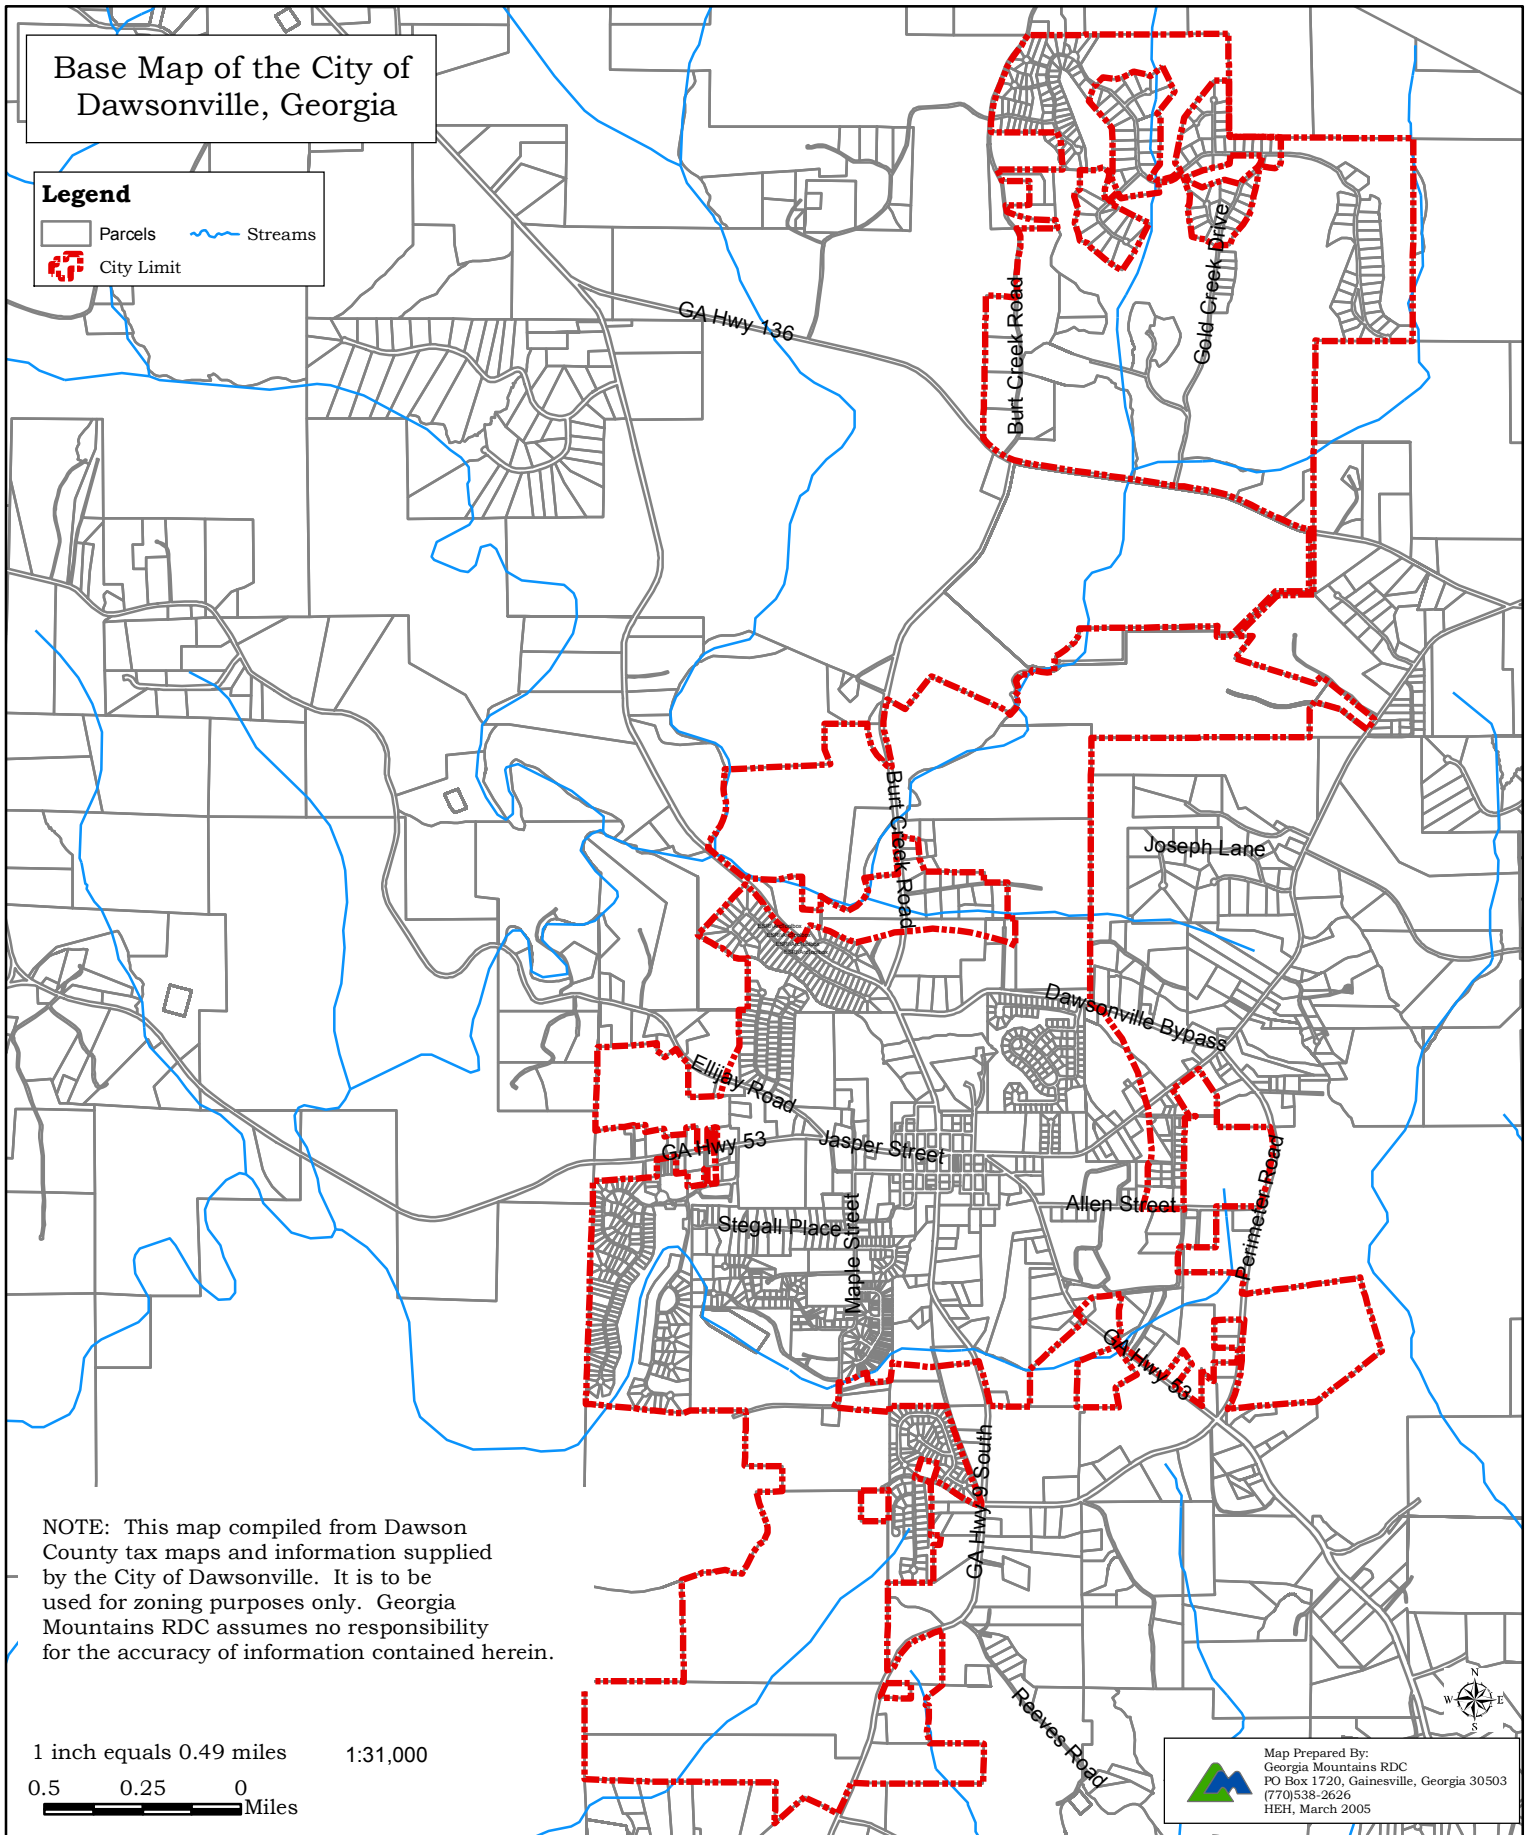 Base Map of the City of
Dawsonville, Georgia
Legend
Parcels
Streams
City Limit
GA Hwy 136
Burt Creek Road
Gold Creek Drive
Burt Creek Road
Joseph Lane
Dawsonville Bypass
Ellijay Road
GA Hwy 53
Jasper Street
Allen Street
Stegall Place
Maple Street
Perimeter Road
GA Hwy 53
GA Hwy 9 South
Reeves Road
NOTE: This map compiled from Dawson
County tax maps and information supplied
by the City of Dawsonville. It is to be
used for zoning purposes only. Georgia
Mountains RDC assumes no responsibility
for the accuracy of information contained herein.
1 inch equals 0.49 miles
1:31,000
0.5 0.25 0
Miles
N
W E
S
Map Prepared By:
Georgia Mountains RDC
PO Box 1720, Gainesville, Georgia 30503
(770)538-2626
HEH, March 2005